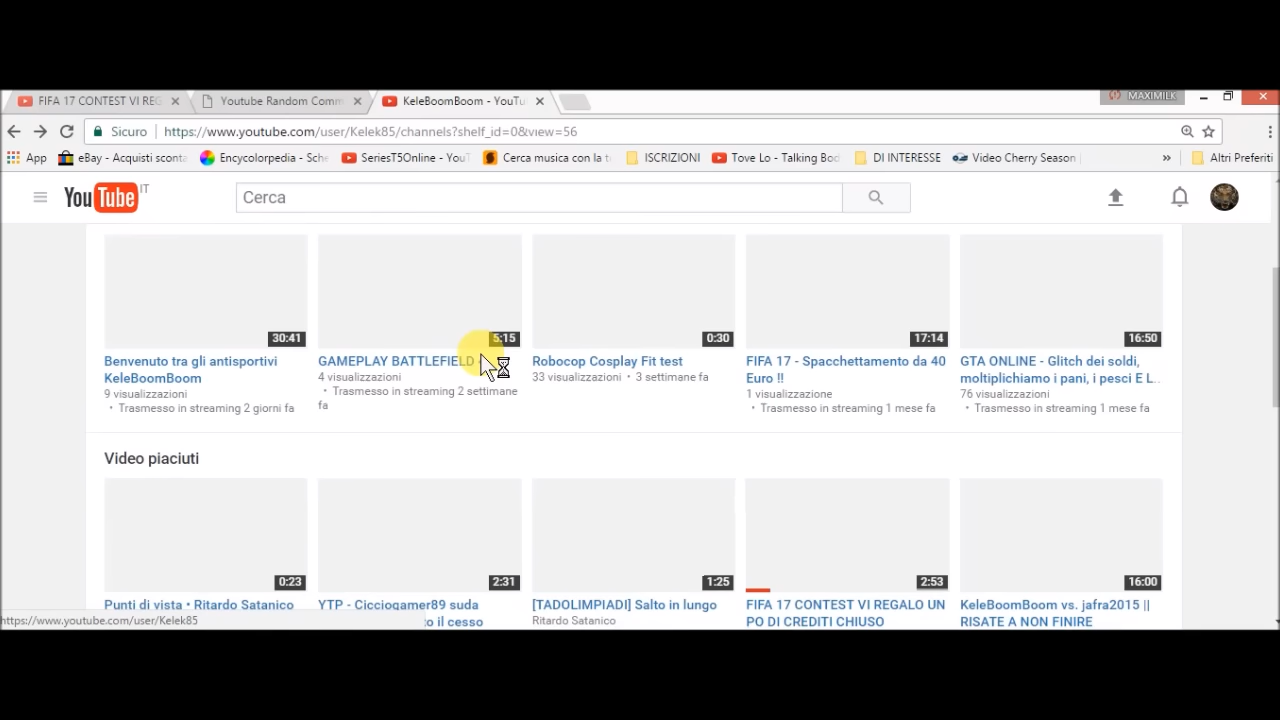 FIFA 17 CONTEST VI REG
Youtube Random Comm
KeleBoomBoom - YouTu
MAXIMILK
Sicuro
https://www.youtube.com/user/Kelek85/channels?shelf_id=0&view=56
App
eBay - Acquisti sconta
Encycolorpedia - Sche
SeriesT5Online - YouT
Cerca musica con la t
ISCRIZIONI
Tove Lo - Talking Bod
DI INTERESSE
Video Cherry Season
»
Altri Preferiti
YouTube IT
Cerca
30:41
5:15
0:30
17:14
16:50
Benvenuto tra gli antisportivi
KeleBoomBoom
9 visualizzazioni
• Trasmesso in streaming 2 giorni fa
GAMEPLAY BATTLEFIELD
4 visualizzazioni
• Trasmesso in streaming 2 settimane
fa
Robocop Cosplay Fit test
33 visualizzazioni • 3 settimane fa
FIFA 17 - Spacchettamento da 40
Euro !!
1 visualizzazione
• Trasmesso in streaming 1 mese fa
GTA ONLINE - Glitch dei soldi,
moltiplichiamo i pani, i pesci E L..
76 visualizzazioni
• Trasmesso in streaming 1 mese fa
Video piaciuti
0:23
2:31
1:25
2:53
16:00
Punti di vista • Ritardo Satanico
YTP - Cicciogamer89 suda
to il cesso
[TADOLIMPIADI] Salto in lungo
Ritardo Satanico
FIFA 17 CONTEST VI REGALO UN
PO DI CREDITI CHIUSO
KeleBoomBoom vs. jafra2015 ||
RISATE A NON FINIRE
https://www.youtube.com/user/Kelek85